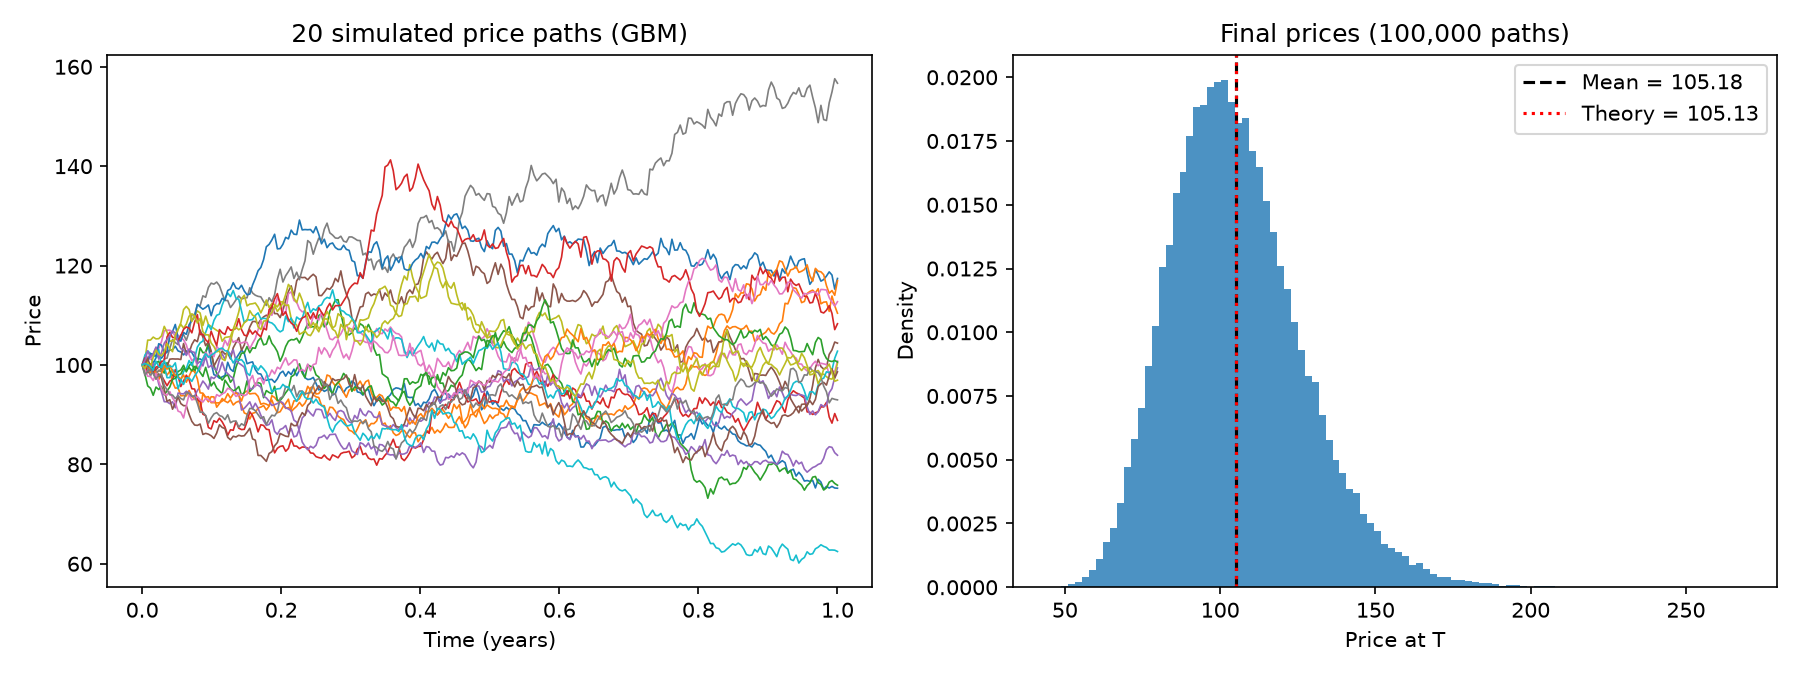 20 simulated price paths (GBM)
160
140
120
100
80
60
Price
0.0 0.2 0.4 0.6 0.8 1.0
Time (years)
Final prices (100,000 paths)
Mean = 105.18
Theory = 105.13
0.0200
0.0175
0.0150
0.0125
0.0100
0.0075
0.0050
0.0025
0.0000
Density
50 100 150 200 250
Price at T